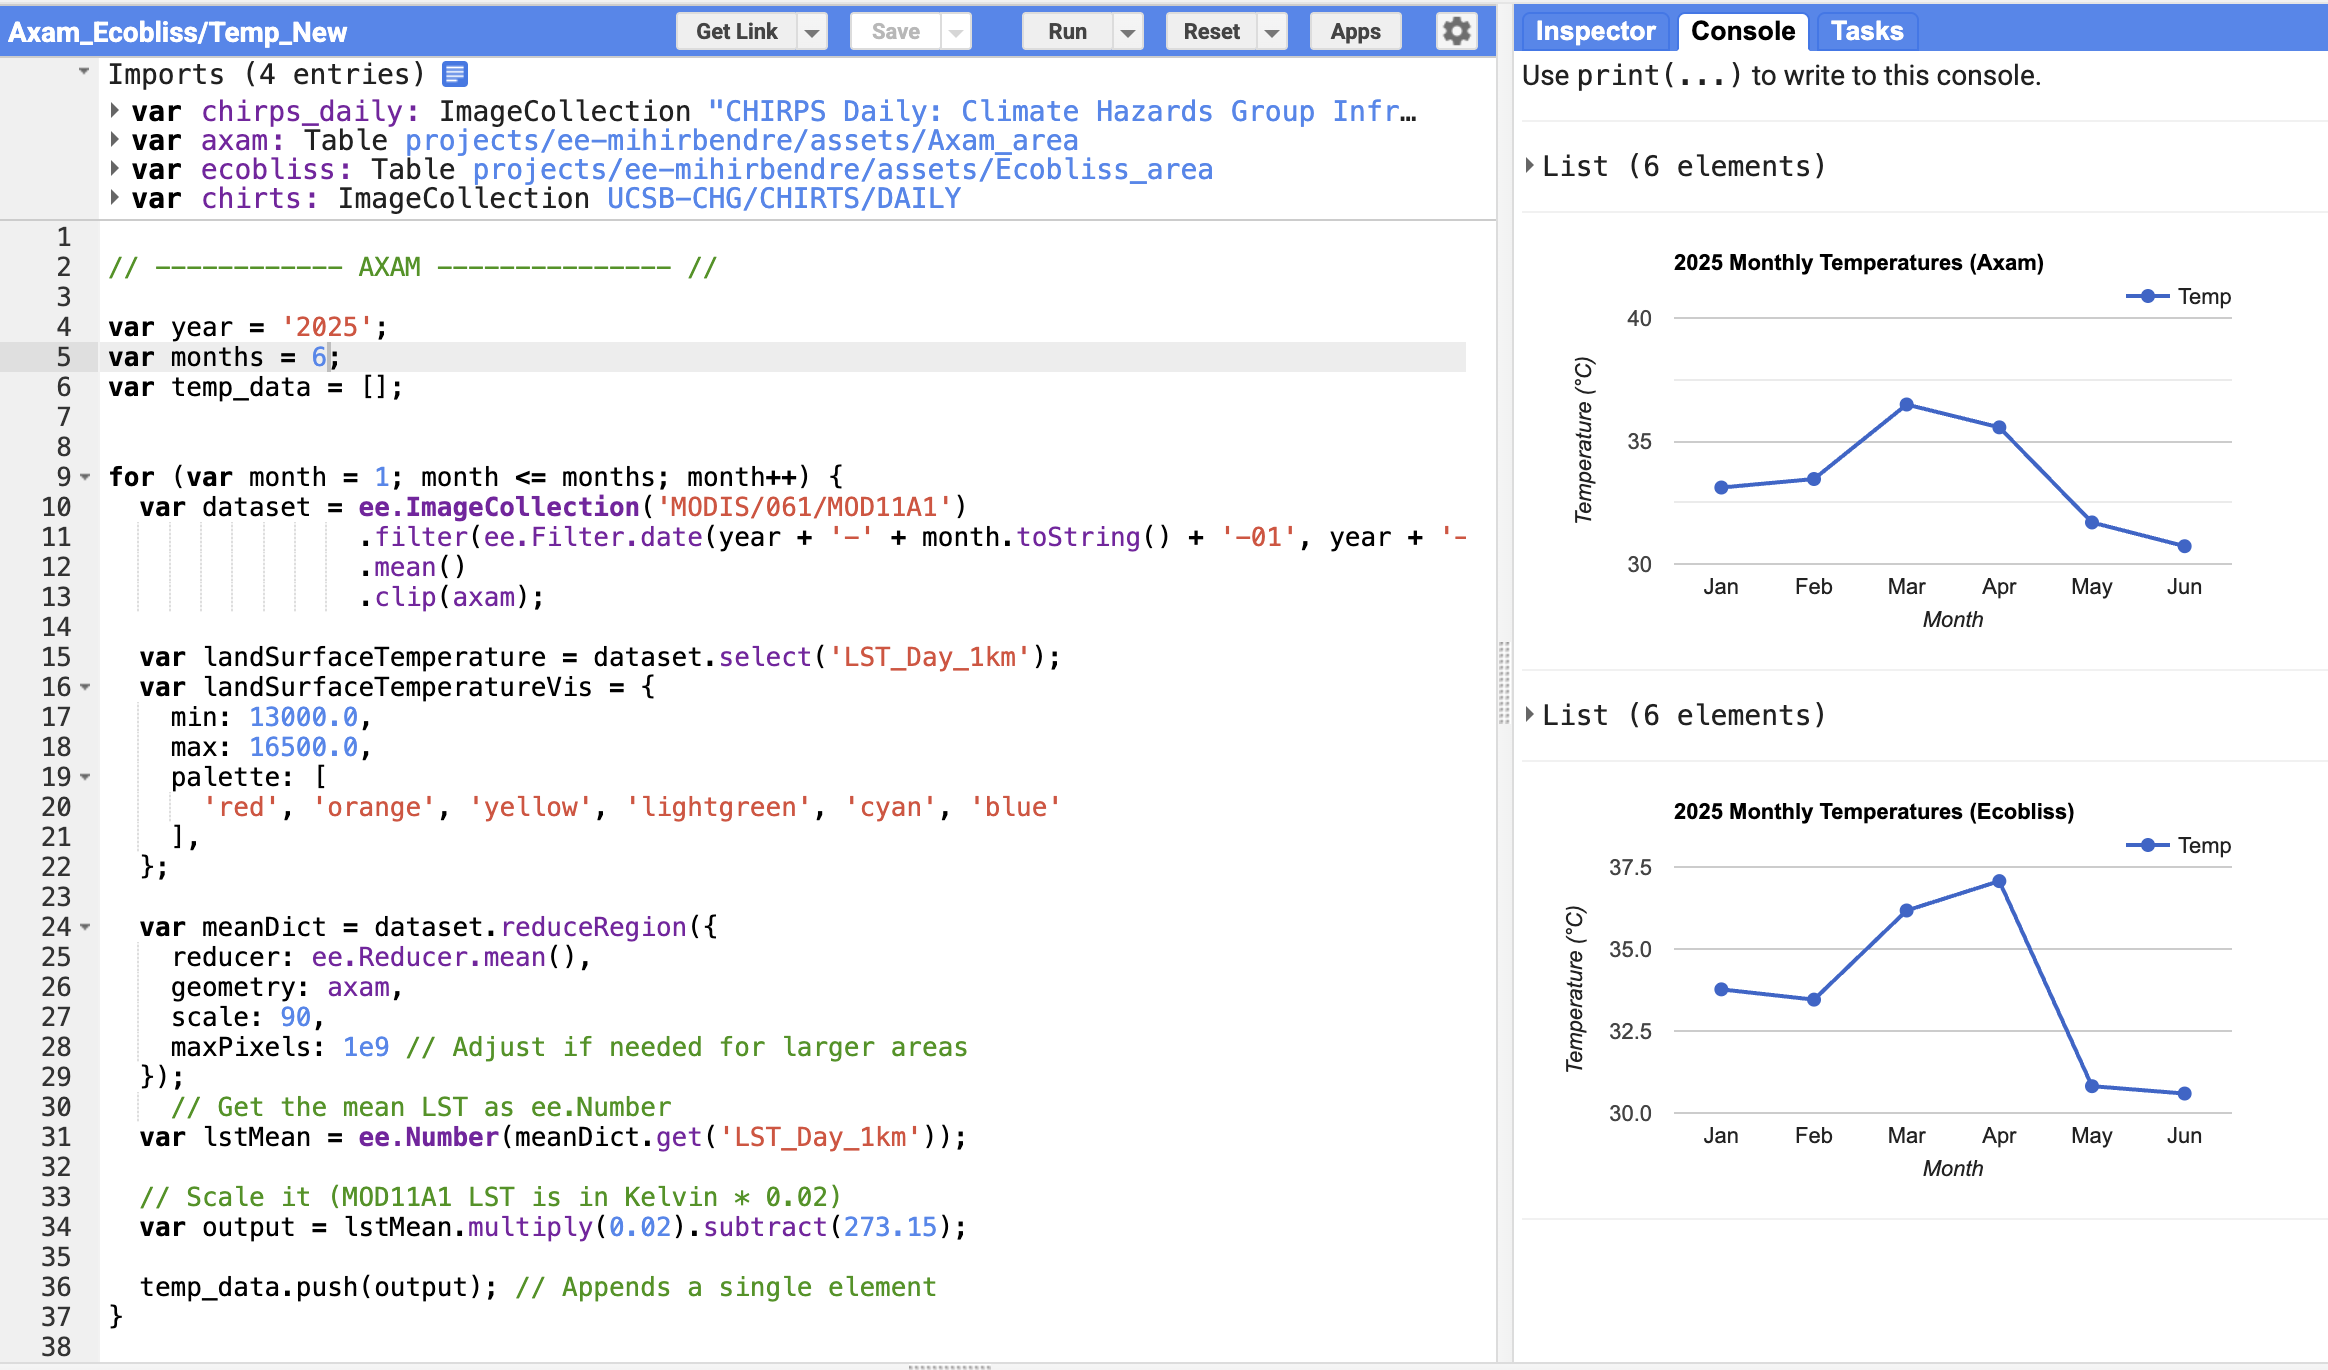 Axam_Ecobliss/Temp_New
Get Link
Save
Run
Reset
Apps
Imports (4 entries)
var chirps_daily: ImageCollection "CHIRPS Daily: Climate Hazards Group Infr…
var axam: Table projects/ee-mihirbendre/assets/Axam_area
var ecobliss: Table projects/ee-mihirbendre/assets/Ecobliss_area
var chirts: ImageCollection UCSB-CHG/CHIRTS/DAILY
1
2 // ------------ AXAM --------------- //
3
4 var year = '2025';
5 var months = 6;
6 var temp_data = [];
7
8
9 for (var month = 1; month <= months; month++) {
10 var dataset = ee.ImageCollection('MODIS/061/MOD11A1')
11 .filter(ee.Filter.date(year + '-' + month.toString() + '-01', year + '-
12 .mean()
13 .clip(axam);
14
15 var landSurfaceTemperature = dataset.select('LST_Day_1km');
16 var landSurfaceTemperatureVis = {
17 min: 13000.0,
18 max: 16500.0,
19 palette: [
20 'red', 'orange', 'yellow', 'lightgreen', 'cyan', 'blue'
21 ],
22 };
23
24 var meanDict = dataset.reduceRegion({
25 reducer: ee.Reducer.mean(),
26 geometry: axam,
27 scale: 90,
28 maxPixels: 1e9 // Adjust if needed for larger areas
29 });
30 // Get the mean LST as ee.Number
31 var lstMean = ee.Number(meanDict.get('LST_Day_1km'));
32
33 // Scale it (MOD11A1 LST is in Kelvin * 0.02)
34 var output = lstMean.multiply(0.02).subtract(273.15);
35
36 temp_data.push(output); // Appends a single element
37 }
38
Inspector
Console
Tasks
Use print(...) to write to this console.
List (6 elements)
2025 Monthly Temperatures (Axam)
Temp
40
35
30
Temperature (°C)
Jan Feb Mar Apr May Jun
Month
List (6 elements)
2025 Monthly Temperatures (Ecobliss)
Temp
37.5
35.0
32.5
30.0
Temperature (°C)
Jan Feb Mar Apr May Jun
Month